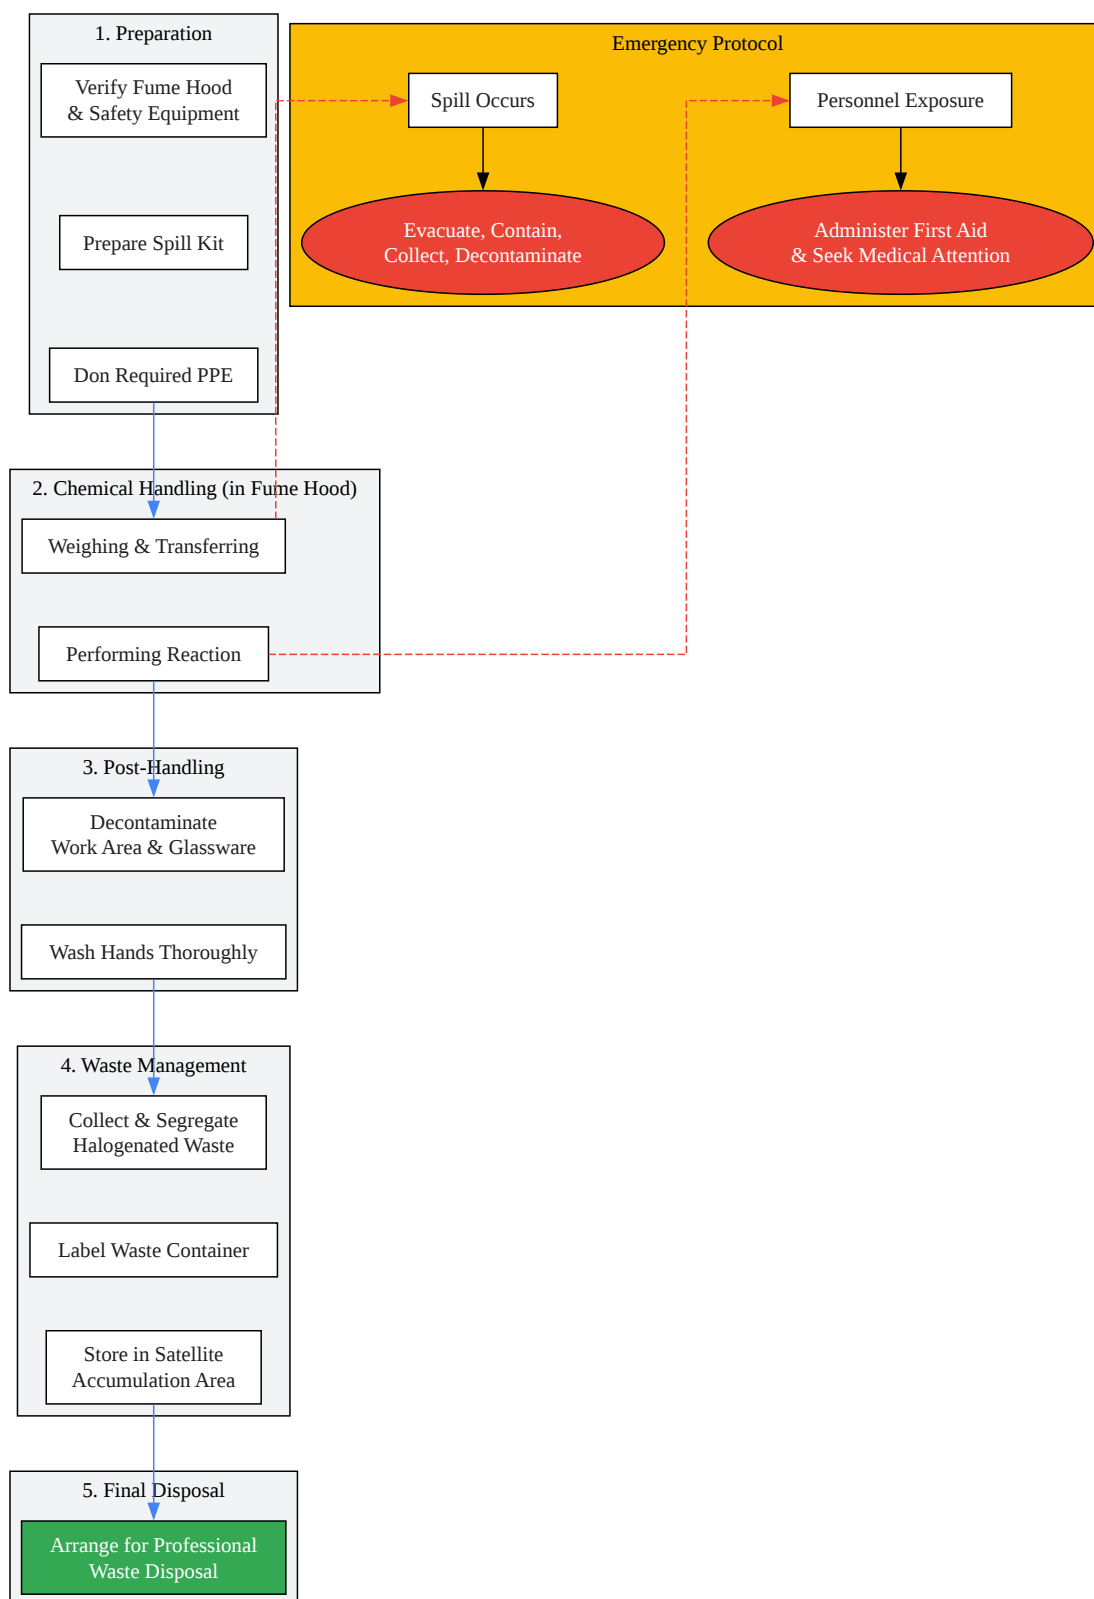 1. Preparation
Verify Fume Hood
& Safety Equipment
Prepare Spill Kit
Don Required PPE
Emergency Protocol
Spill Occurs
Personnel Exposure
Evacuate, Contain,
Collect, Decontaminate
Administer First Aid
& Seek Medical Attention
2. Chemical Handling (in Fume Hood)
Weighing & Transferring
Performing Reaction
3. Post-Handling
Decontaminate
Work Area & Glassware
Wash Hands Thoroughly
4. Waste Management
Collect & Segregate
Halogenated Waste
Label Waste Container
Store in Satellite
Accumulation Area
5. Final Disposal
Arrange for Professional
Waste Disposal